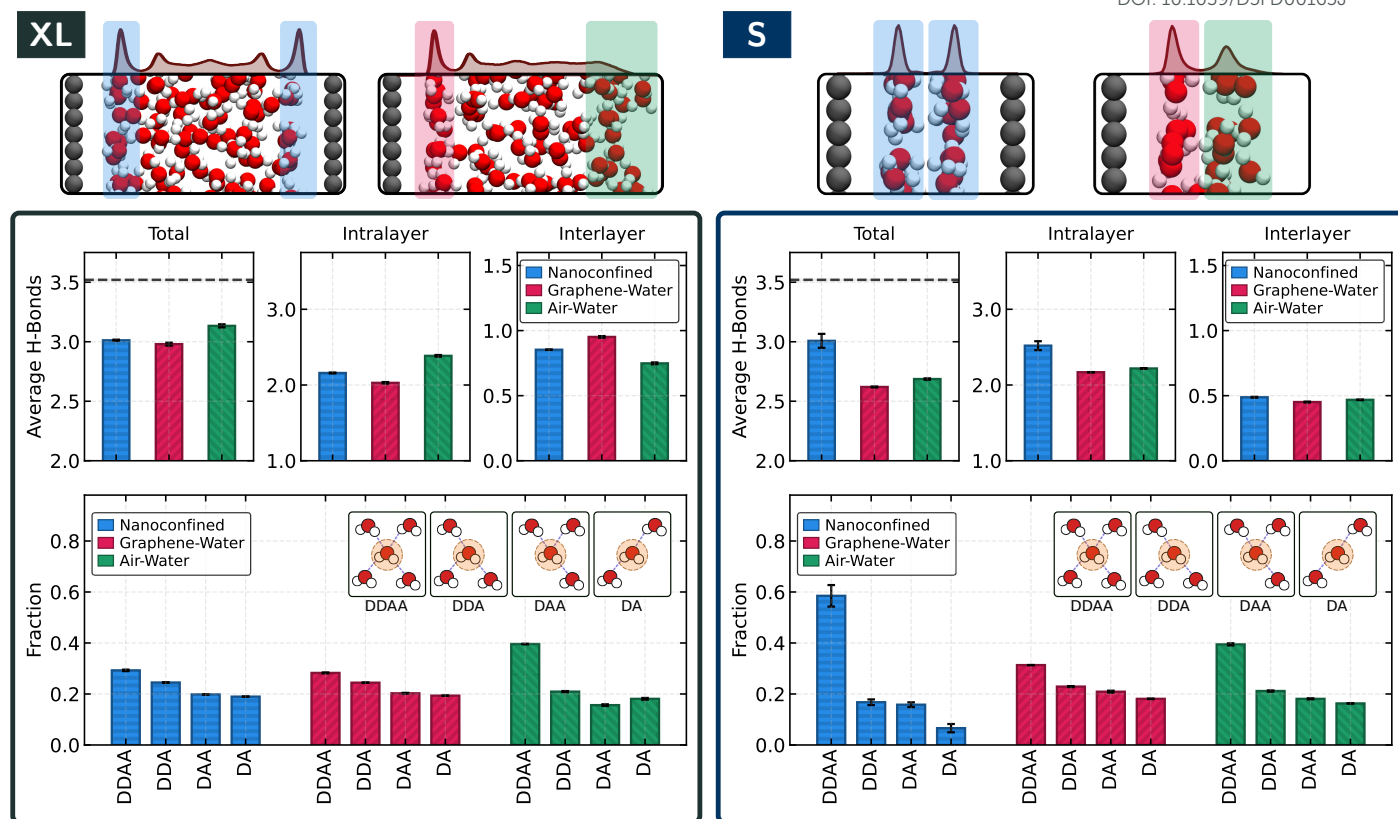 XL
S
Total
Intralayer
Interlayer
Average H-Bonds
3.5
3.0
2.5
2.0
3.0
2.0
1.0
1.5
1.0
0.5
0.0
Nanoconfined
Graphene-Water
Air-Water
Fraction
0.8
0.6
0.4
0.2
0.0
Nanoconfined
Graphene-Water
Air-Water
DDAA DDA DAA DA
DDAA DDA DAA DA
DDAA DDA DAA DA
DDAA DDA DAA DA
Total
Intralayer
Interlayer
Average H-Bonds
3.5
3.0
2.5
2.0
3.0
2.0
1.0
1.5
1.0
0.5
0.0
Nanoconfined
Graphene-Water
Air-Water
Fraction
0.8
0.6
0.4
0.2
0.0
Nanoconfined
Graphene-Water
Air-Water
DDAA DDA DAA DA
DDAA DDA DAA DA
DDAA DDA DAA DA
DDAA DDA DAA DA